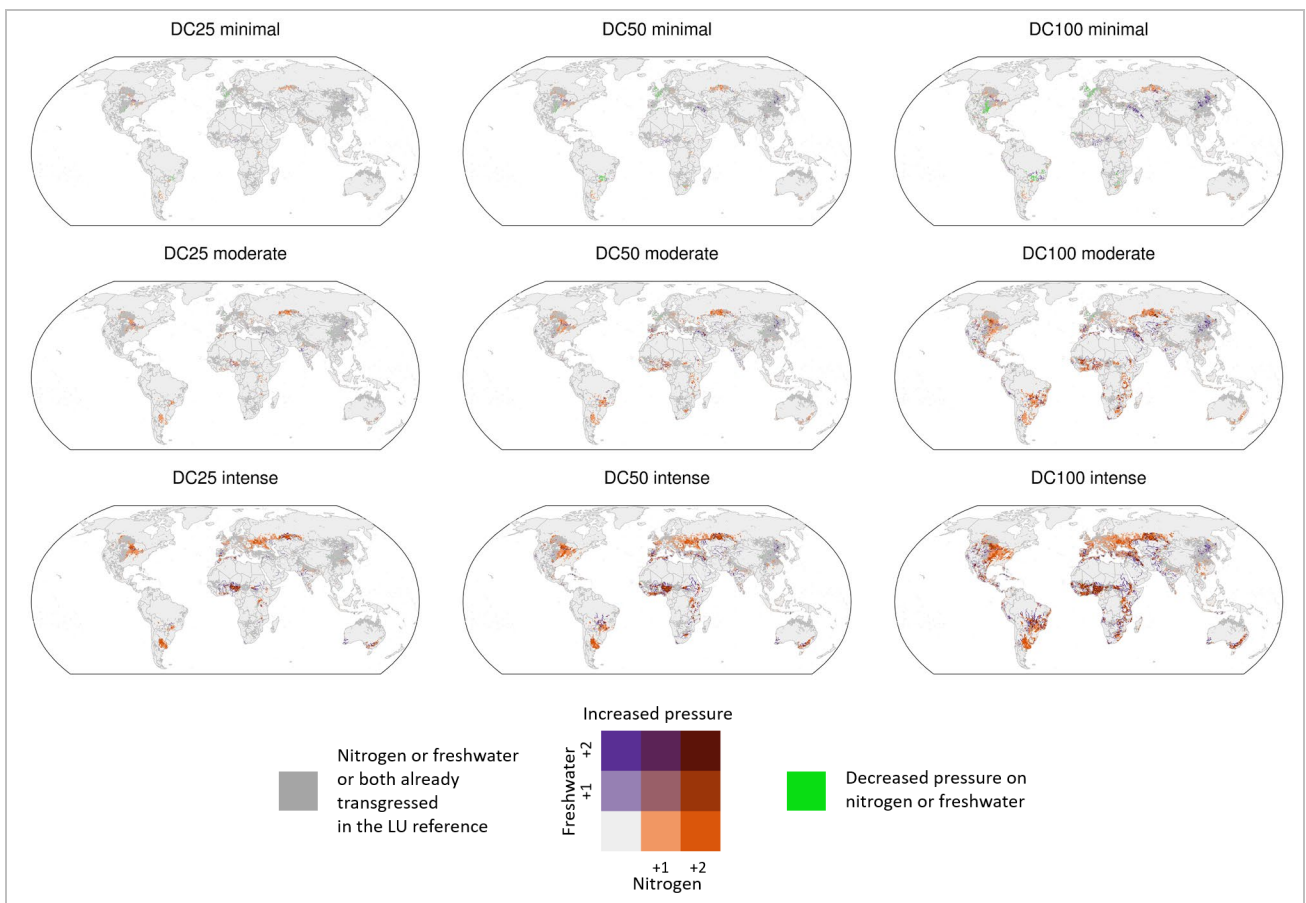 DC25 minimal
DC50 minimal
DC100 minimal
DC25 moderate
DC50 moderate
DC100 moderate
DC25 intense
DC50 intense
DC100 intense
Nitrogen or freshwater
or both already
transgressed
in the LU reference
Increased pressure
Freshwater
+2
+1
+1
+2
Nitrogen
Decreased pressure on
nitrogen or freshwater